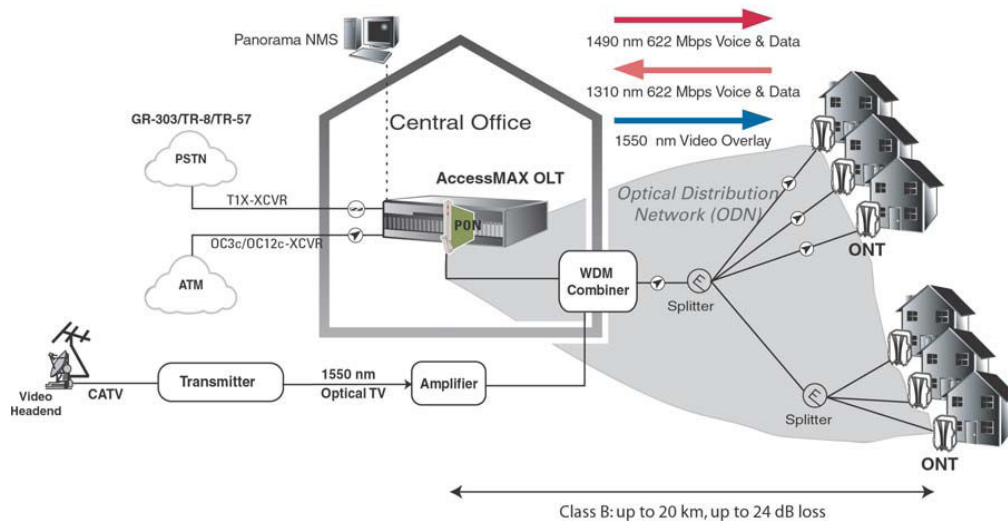 Panorama NMS
1490 nm 622 Mbps Voice & Data
1310 nm 622 Mbps Voice & Data
1550 nm Video Overlay
GR-303/TR-8/TR-57
PSTN
Central Office
AccessMAX OLT
T1X-XCVR
PON
OC3c/OC12c-XCVR
ATM
Optical Distribution
Network (ODN)
ONT
WDM
Combiner
Splitter
Video
Headend
CATV
Transmitter
1550 nm
Optical TV
Amplifier
Splitter
ONT
Class B: up to 20 km, up to 24 dB loss